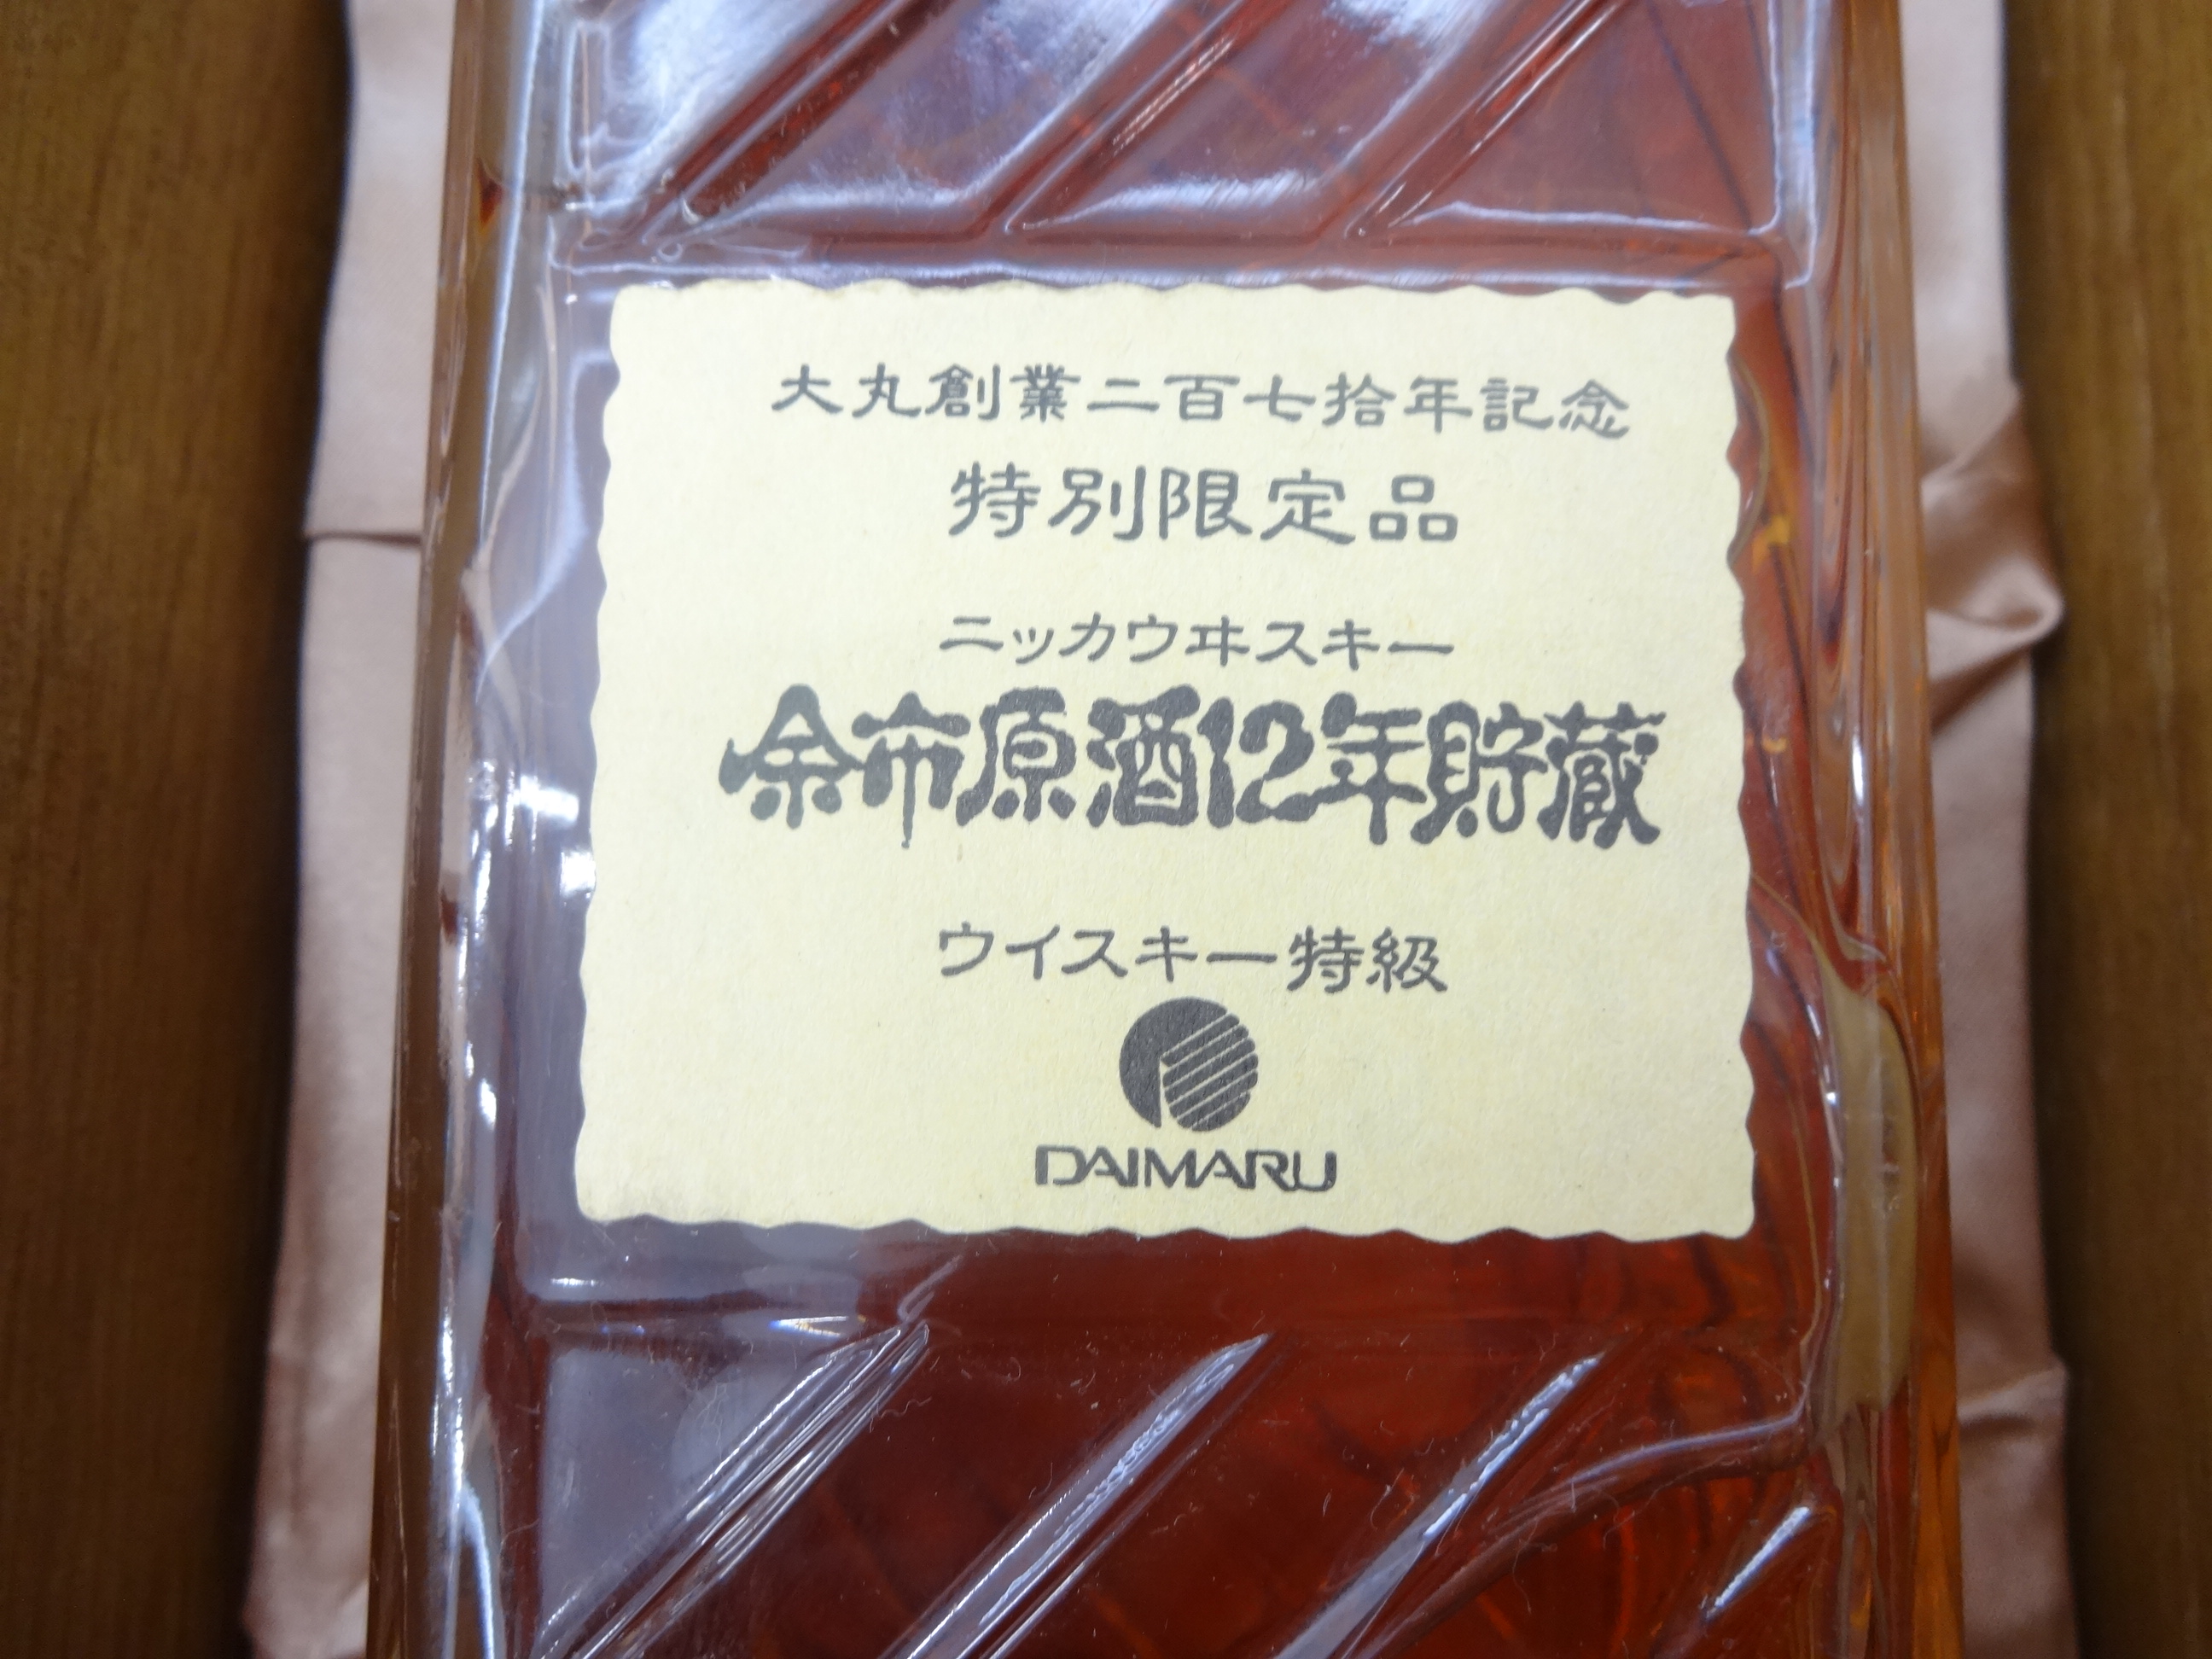 大丸創業二百七拾年記念
特別限定品
ニッカウヰスキー
余市原酒12年貯蔵
ウイスキー特級
DAIMARU